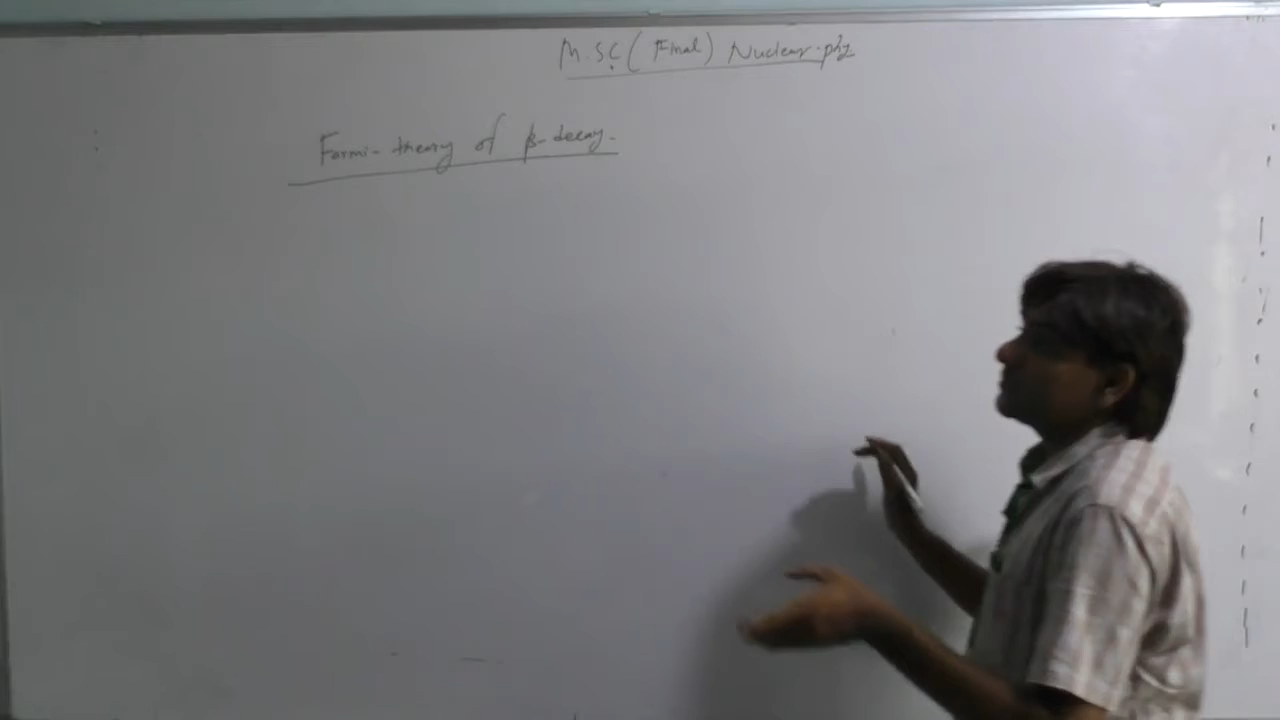 M.SC (Final) Nuclear-phy
Fermi-theory of β-decay.